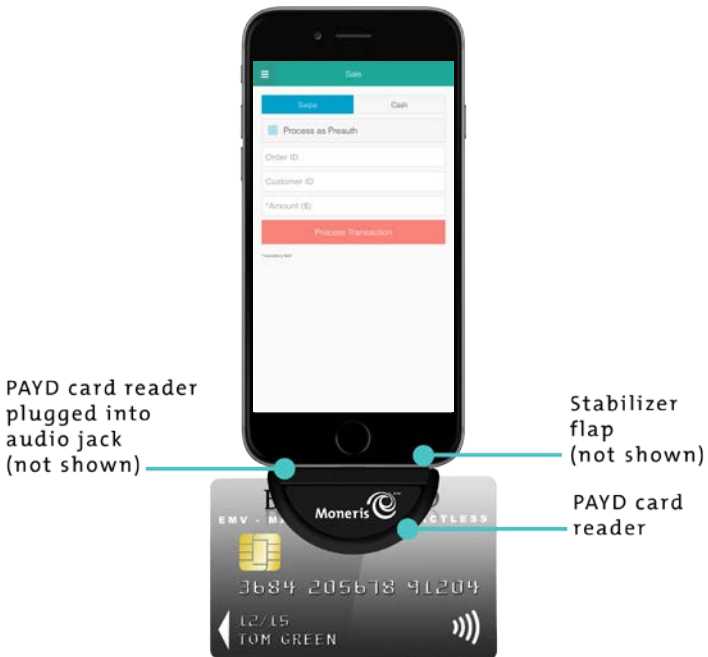 Sale
Swipe
Cash
Process as Preauth
Order ID
Customer ID
*Amount ($)
Process Transaction
PAYD card reader
plugged into
audio jack
(not shown)
Stabilizer
flap
(not shown)
PAYD card
reader
Moneris
EMV - MA
CTLESS
3684 205678 91204
12/15
TOM GREEN